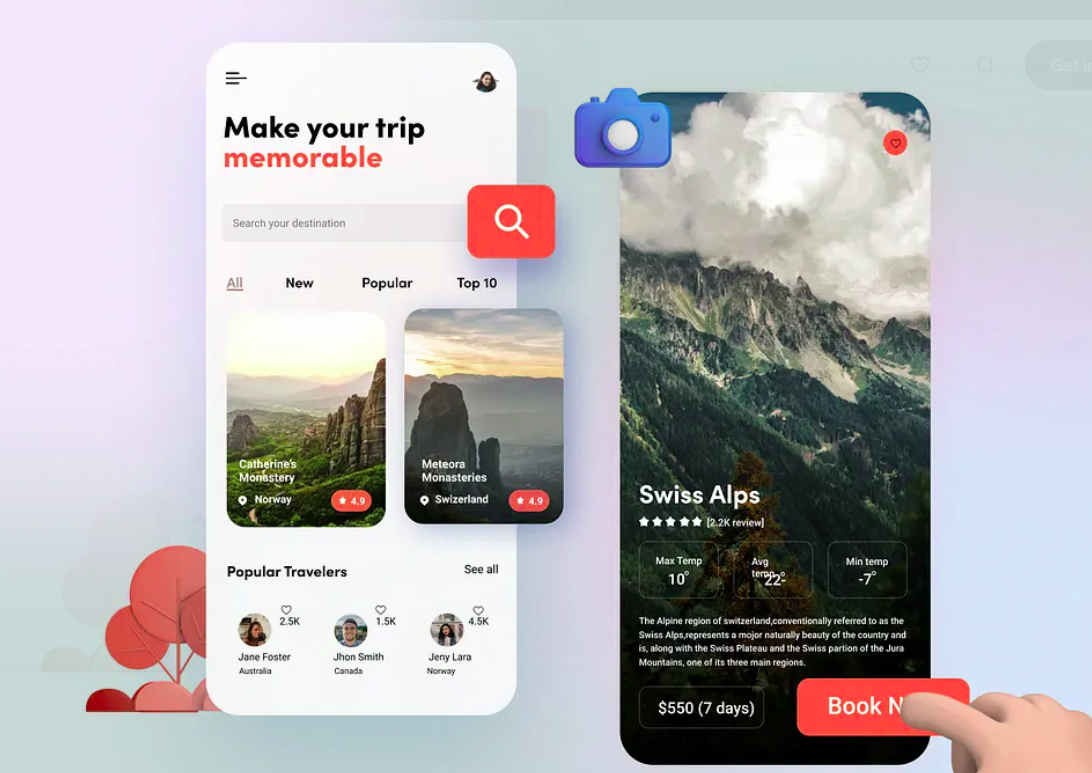 Get i
Make your trip
memorable
Search your destination
All New Popular Top 10
Catherine's
Monastery
Norway
4.9
Meteora
Monasteries
Swizerland
4.9
Popular Travelers See all
2.5K
Jane Foster
Australia
1.5K
Jhon Smith
Canada
4.5K
Jeny Lara
Norway
Swiss Alps
[2.2K review]
Max Temp
10°
Avg
temp
22°
Min temp
-7°
The Alpine region of switzerland,conventionally referred to as the
Swiss Alps,represents a mojor naturally beauty of the country and
is, along with the Swiss Plateau and the Swiss partion of the Jura
Mountains, one of its three main regions.
$550 (7 days)
Book N